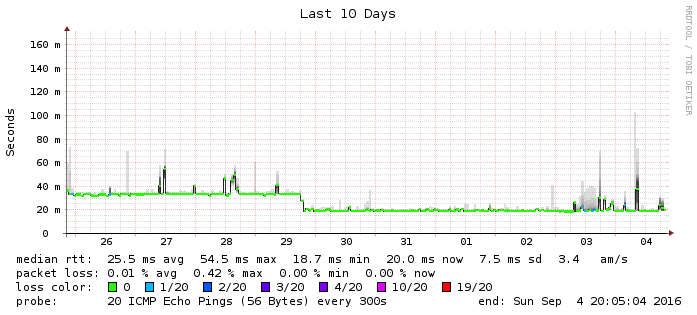 Last 10 Days
RRDTOOL / TOBI OETIKER
Seconds
160 m
140 m
120 m
100 m
80 m
60 m
40 m
20 m
0
26 27 28 29 30 31 01 02 03 04
median rtt: 25.5 ms avg 54.5 ms max 18.7 ms min 20.0 ms now 7.5 ms sd 3.4 am/s
packet loss: 0.01 % avg 0.42 % max 0.00 % min 0.00 % now
loss color: 0 1/20 2/20 3/20 4/20 10/20 19/20
probe: 20 ICMP Echo Pings (56 Bytes) every 300s end: Sun Sep 4 20:05:04 2016